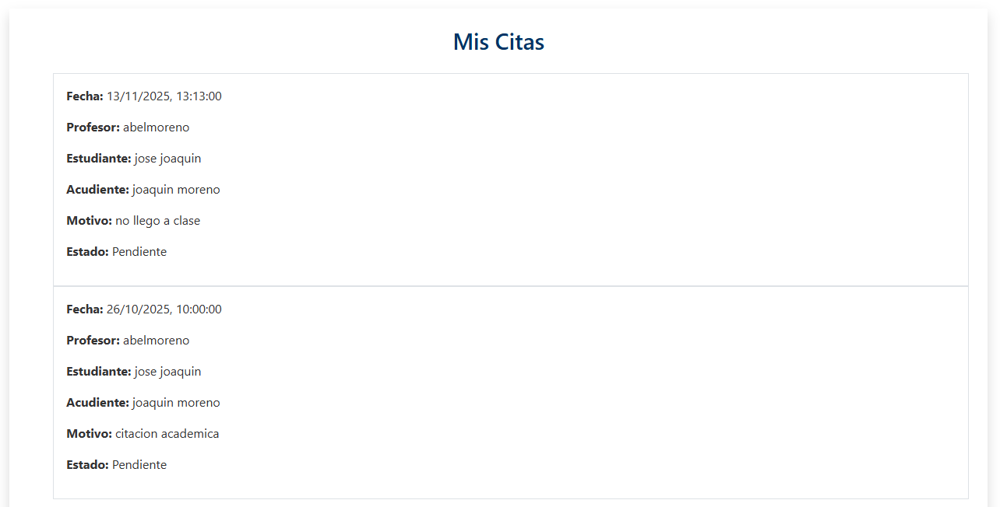 Mis Citas
Fecha: 13/11/2025, 13:13:00
Profesor: abelmoreno
Estudiante: jose joaquin
Acudiente: joaquin moreno
Motivo: no llego a clase
Estado: Pendiente
Fecha: 26/10/2025, 10:00:00
Profesor: abelmoreno
Estudiante: jose joaquin
Acudiente: joaquin moreno
Motivo: citacion academica
Estado: Pendiente